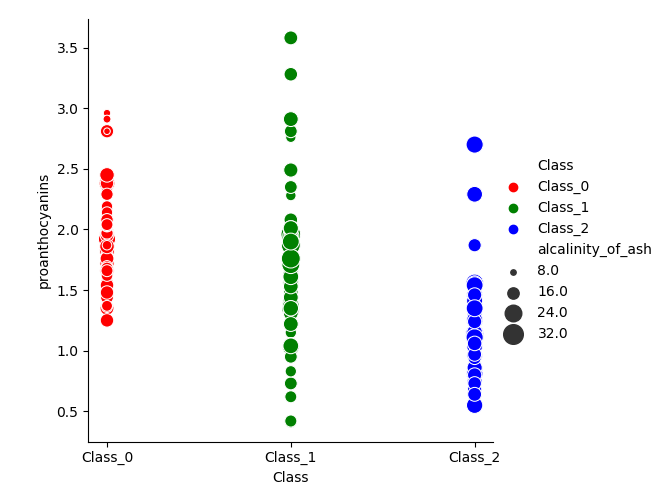 3.5
3.0
2.5
2.0
1.5
1.0
0.5
proanthocyanins
Class_0
Class_1
Class_2
Class
Class
Class_0
Class_1
Class_2
alcalinity_of_ash
8.0
16.0
24.0
32.0